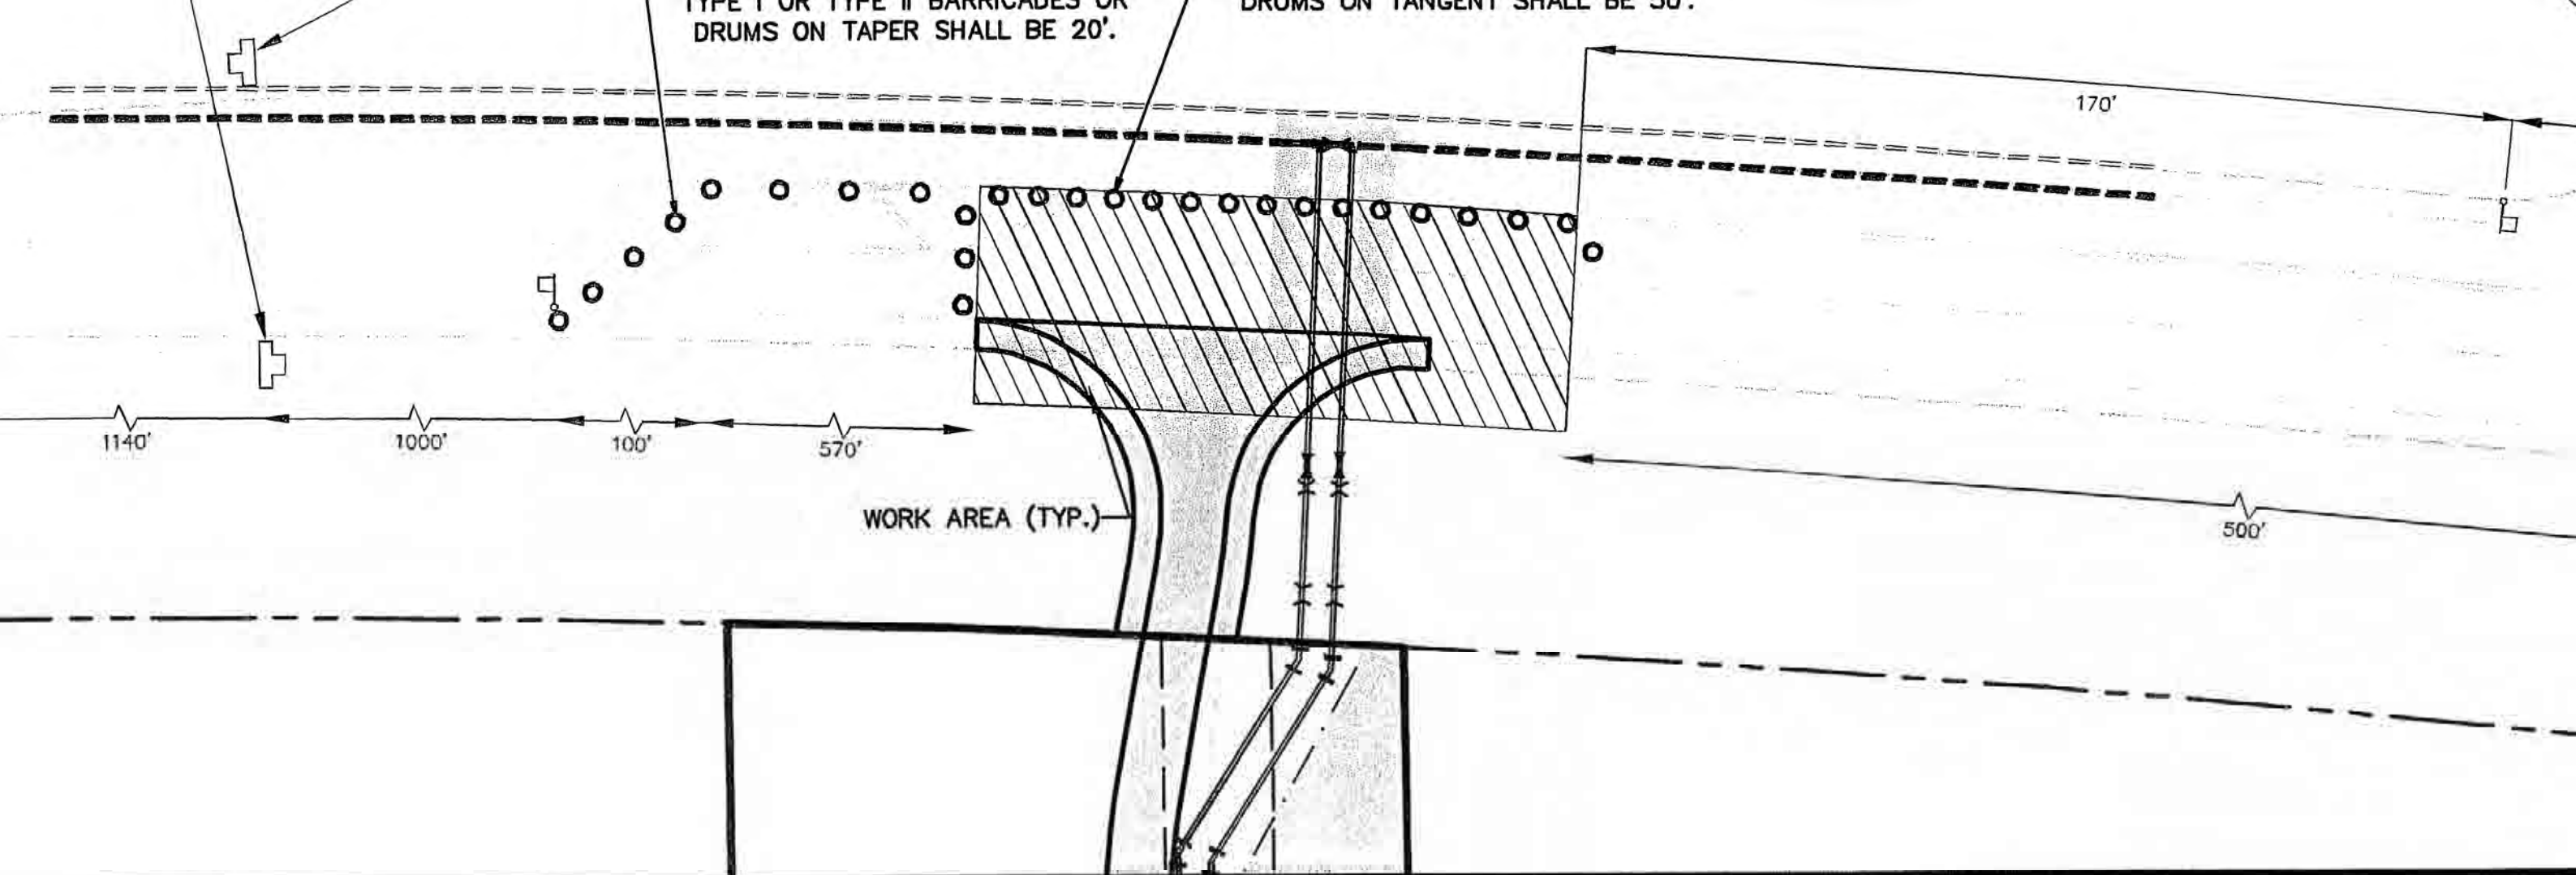 TYPE I OR TYPE II BARRICADES OR
DRUMS ON TAPER SHALL BE 20'.
DRUMS ON TANGENT SHALL BE 50'.
170'
1140'
1000'
100'
570'
500'
WORK AREA (TYP.)